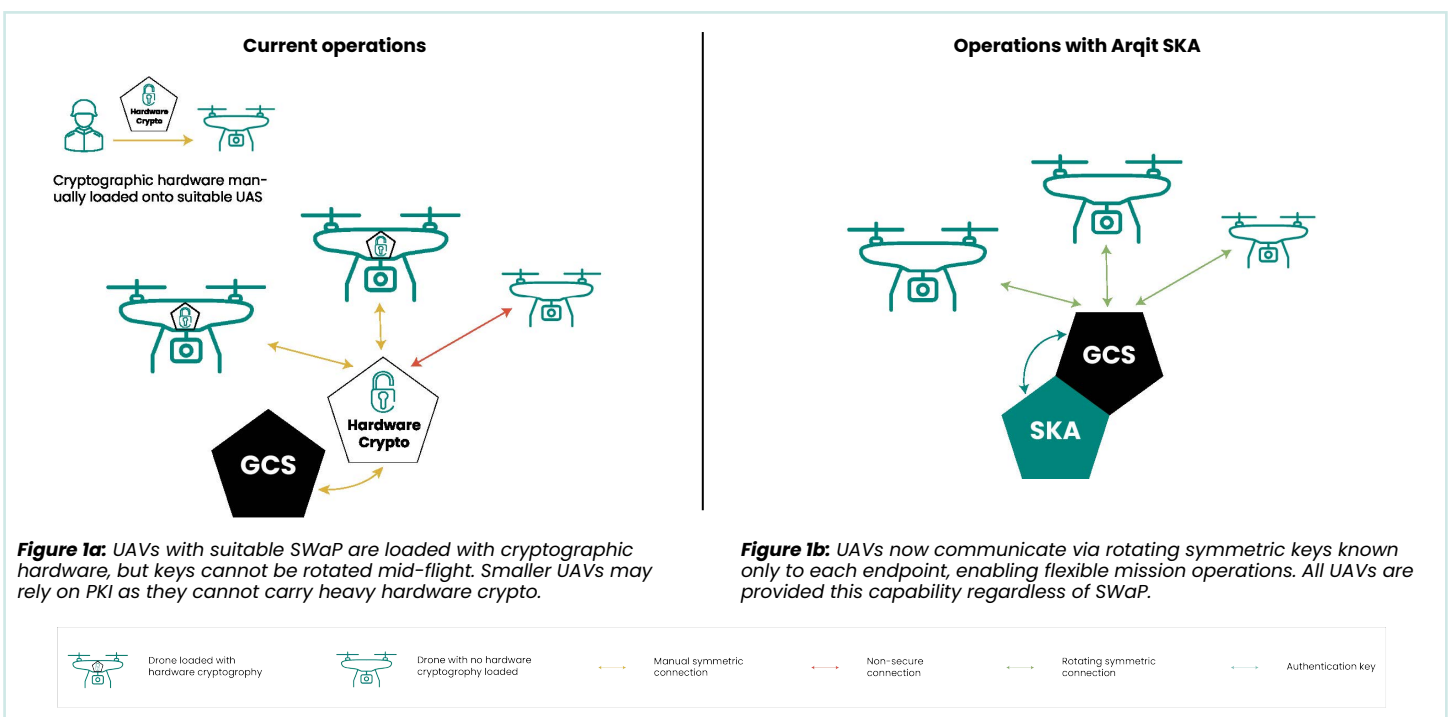 Current operations
Hardware
Crypto
Cryptographic hardware man-
ually loaded onto suitable UAS
Hardware
Crypto
GCS
Figure 1a: UAVs with suitable SWaP are loaded with cryptographic
hardware, but keys cannot be rotated mid-flight. Smaller UAVs may
rely on PKI as they cannot carry heavy hardware crypto.
Operations with Arqit SKA
GCS
SKA
Figure 1b: UAVs now communicate via rotating symmetric keys known
only to each endpoint, enabling flexible mission operations. All UAVs are
provided this capability regardless of SWaP.
Drone loaded with
hardware cryptography
Drone with no hardware
cryptography loaded
Manual symmetric
connection
Non-secure
connection
Rotating symmetric
connection
Authentication key